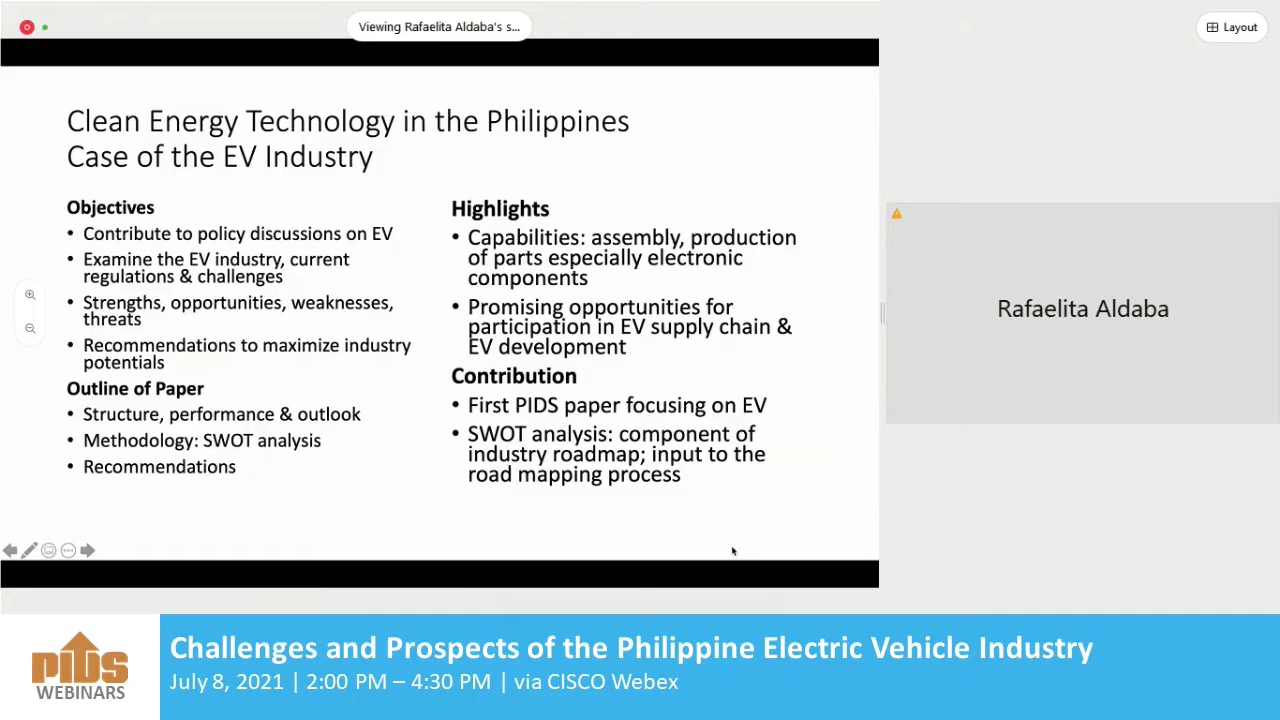 Viewing Rafaelita Aldaba's s...
Layout
Clean Energy Technology in the Philippines
Case of the EV Industry
Objectives
• Contribute to policy discussions on EV
• Examine the EV industry, current
regulations & challenges
• Strengths, opportunities, weaknesses,
threats
• Recommendations to maximize industry
potentials
Outline of Paper
• Structure, performance & outlook
• Methodology: SWOT analysis
• Recommendations
Highlights
• Capabilities: assembly, production
of parts especially electronic
components
• Promising opportunities for
participation in EV supply chain &
EV development
Contribution
• First PIDS paper focusing on EV
• SWOT analysis: component of
industry roadmap; input to the
road mapping process
Rafaelita Aldaba
PIDS
WEBINARS
Challenges and Prospects of the Philippine Electric Vehicle Industry
July 8, 2021 | 2:00 PM – 4:30 PM | via CISCO Webex